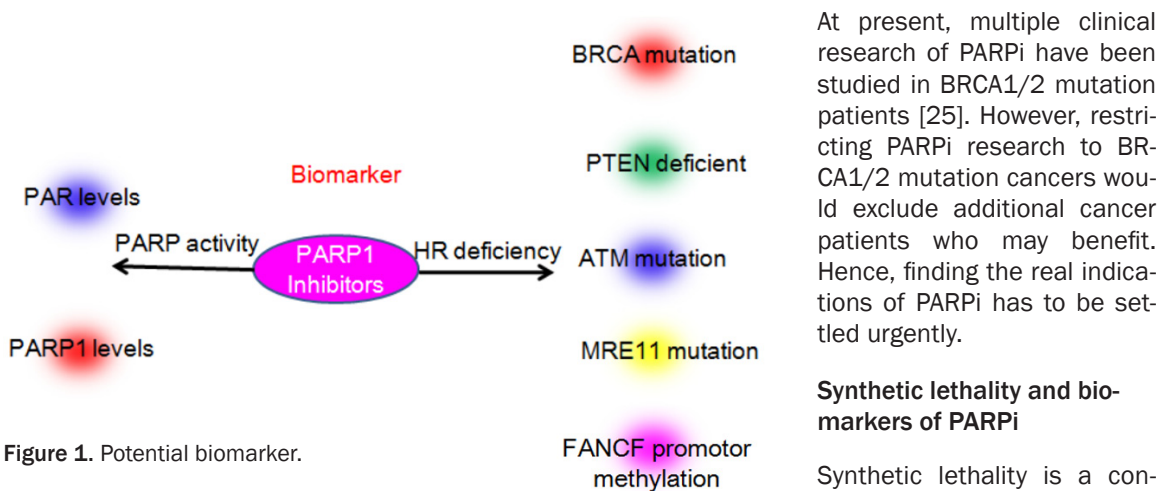 BRCA mutation
PTEN deficient
Biomarker
PAR levels
PARP activity
PARP1
Inhibitors
HR deficiency
ATM mutation
PARP1 levels
MRE11 mutation
FANCF promotor
methylation
Figure 1. Potential biomarker.
At present, multiple clinical
research of PARPi have been
studied in BRCA1/2 mutation
patients [25]. However, restri-
cting PARPi research to BR-
CA1/2 mutation cancers wou-
ld exclude additional cancer
patients who may benefit.
Hence, finding the real indica-
tions of PARPi has to be set-
tled urgently.
Synthetic lethality and bio-
markers of PARPi
Synthetic lethality is a con-